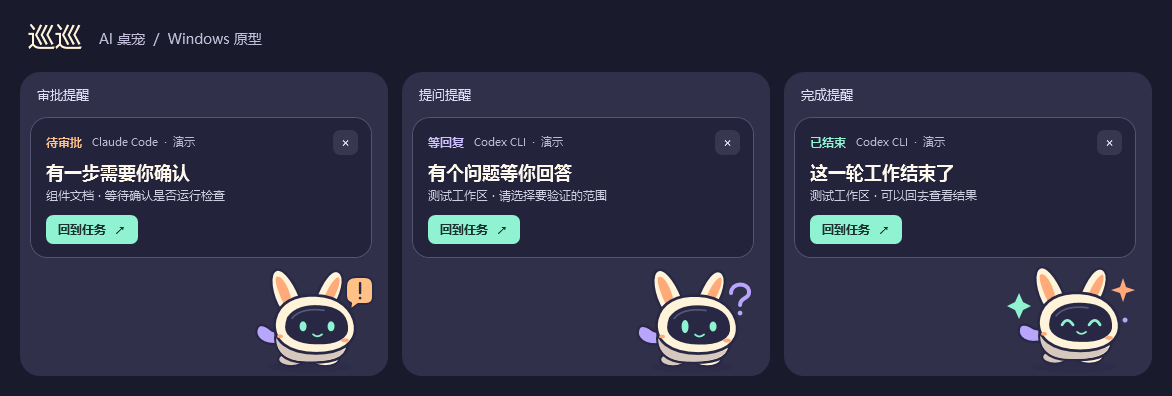 巡巡 AI 桌宠 / Windows 原型
审批提醒
待审批 Claude Code · 演示 ×
有一步需要你确认
组件文档 · 等待确认是否运行检查
回到任务 ↗
!
提问提醒
等回复 Codex CLI · 演示 ×
有个问题等你回答
测试工作区 · 请选择要验证的范围
回到任务 ↗
?
完成提醒
已结束 Codex CLI · 演示 ×
这一轮工作结束了
测试工作区 · 可以回去查看结果
回到任务 ↗